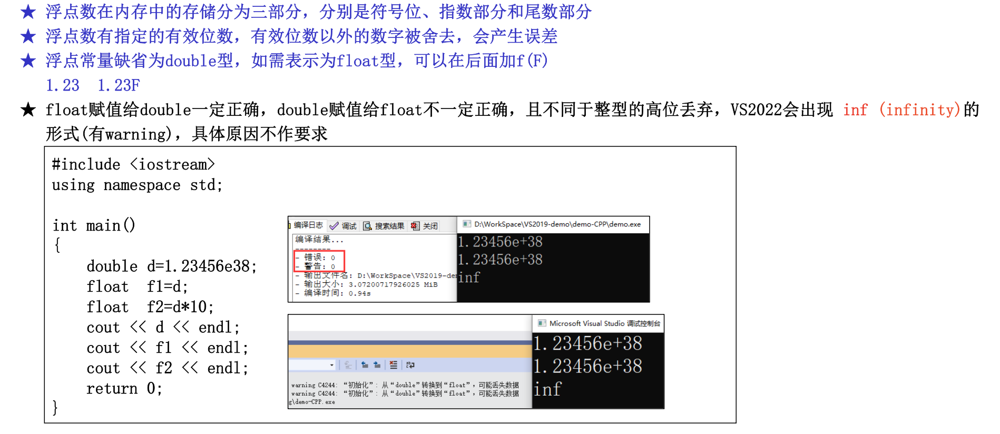 ★ 浮点数在内存中的存储分为三部分，分别是符号位、指数部分和尾数部分
★ 浮点数有指定的有效位数，有效位数以外的数字被舍去，会产生误差
★ 浮点常量缺省为double型，如需表示为float型，可以在后面加f(F)
1.23 1.23F
★ float赋值给double一定正确，double赋值给float不一定正确，且不同于整型的高位丢弃，VS2022会出现 inf (infinity)的
形式(有warning)，具体原因不作要求
#include <iostream>
using namespace std;
int main()
{
double d=1.23456e38;
float f1=d;
float f2=d*10;
cout << d << endl;
cout << f1 << endl;
cout << f2 << endl;
return 0;
}
编译日志 调试 搜索结果 关闭
编译结果...
--------
- 错误: 0
- 警告: 0
- 输出文件名: D:\WorkSpace\VS2019-de
- 输出大小: 3.07200717926025 MiB
- 编译时间: 0.94s
D:\WorkSpace\VS2019-demo\demo-CPP\demo.exe
1.23456e+38
1.23456e+38
inf
warning C4244: “初始化”: 从“double”转换到“float”，可能丢失数据
warning C4244: “初始化”: 从“double”转换到“float”，可能丢失数据
g\demo-CPP.exe
Microsoft Visual Studio 调试控制台
1.23456e+38
1.23456e+38
inf